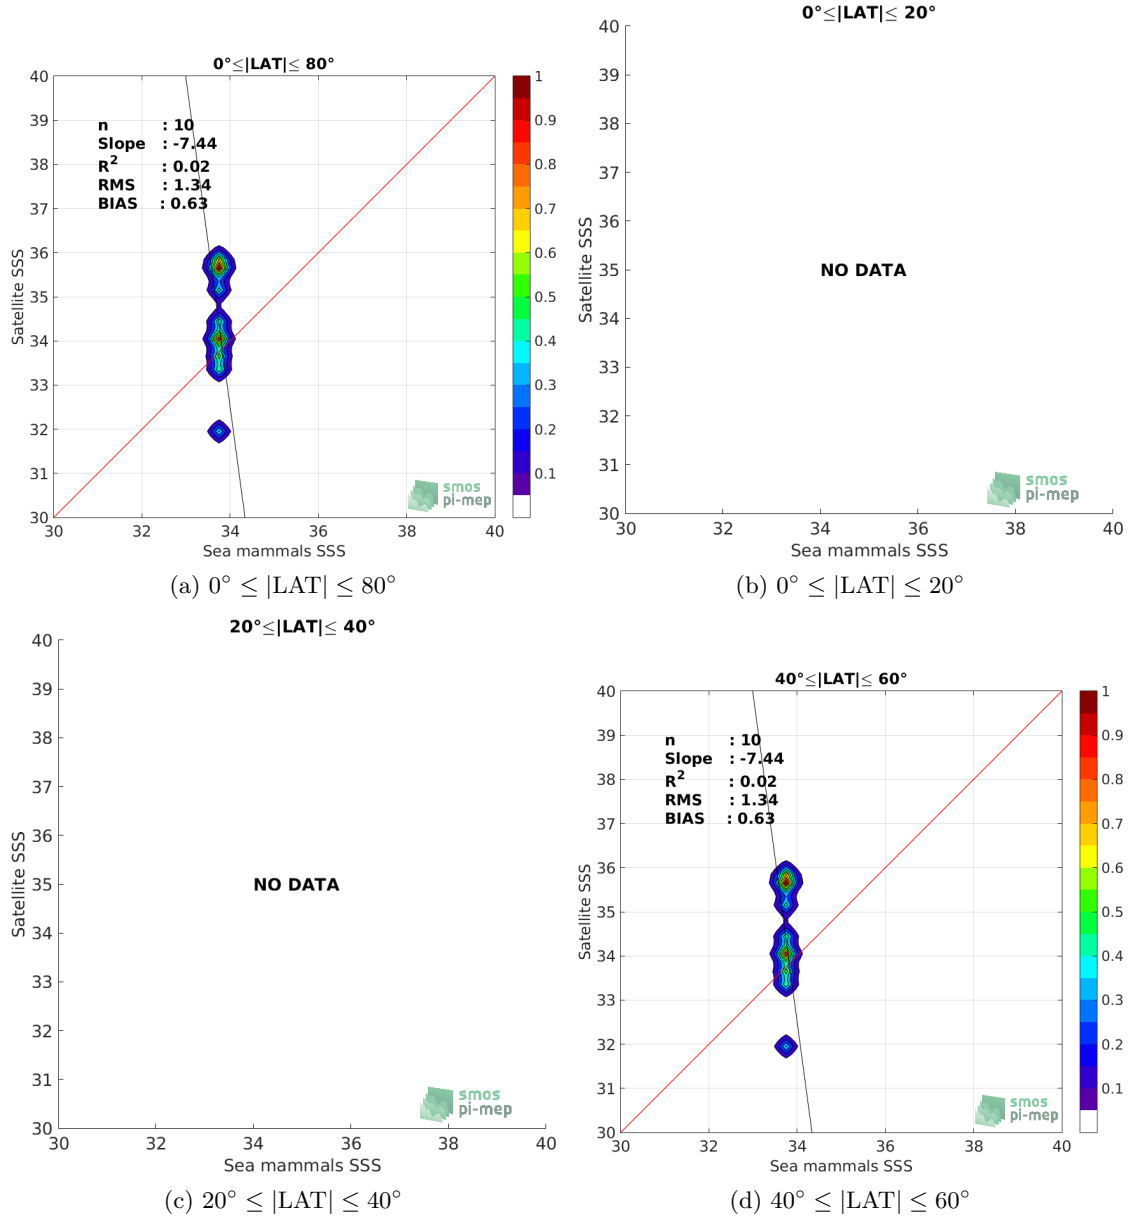 0°≤|LAT|≤ 80°
40
39
38
37
36
35
34
33
32
31
30
Satellite SSS
n : 10
Slope : -7.44
R² : 0.02
RMS : 1.34
BIAS : 0.63
smos
pi-mep
30 32 34 36 38 40
Sea mammals SSS
1
0.9
0.8
0.7
0.6
0.5
0.4
0.3
0.2
0.1
(a) 0° ≤ |LAT| ≤ 80°
0°≤|LAT|≤ 20°
40
39
38
37
36
35
34
33
32
31
30
Satellite SSS
NO DATA
smos
pi-mep
30 32 34 36 38 40
Sea mammals SSS
(b) 0° ≤ |LAT| ≤ 20°
20°≤|LAT|≤ 40°
40
39
38
37
36
35
34
33
32
31
30
Satellite SSS
NO DATA
smos
pi-mep
30 32 34 36 38 40
Sea mammals SSS
(c) 20° ≤ |LAT| ≤ 40°
40°≤|LAT|≤ 60°
40
39
38
37
36
35
34
33
32
31
30
Satellite SSS
n : 10
Slope : -7.44
R² : 0.02
RMS : 1.34
BIAS : 0.63
smos
pi-mep
30 32 34 36 38 40
Sea mammals SSS
1
0.9
0.8
0.7
0.6
0.5
0.4
0.3
0.2
0.1
(d) 40° ≤ |LAT| ≤ 60°